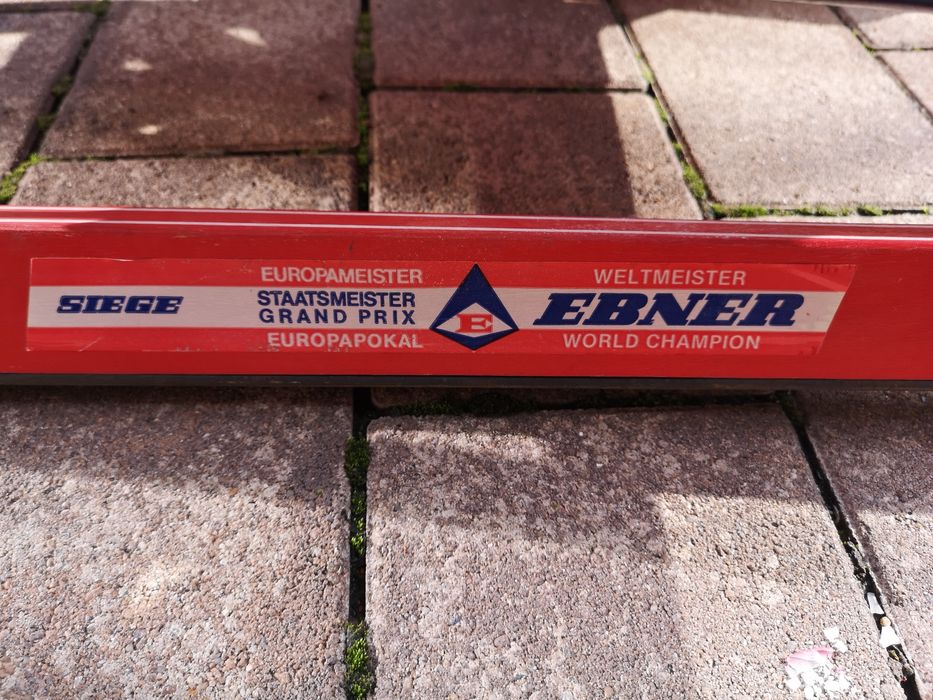 SIEGE
EUROPAMEISTER
STAATSMEISTER
GRAND PRIX
EUROPAPOKAL
E
WELTMEISTER
EBNER
WORLD CHAMPION